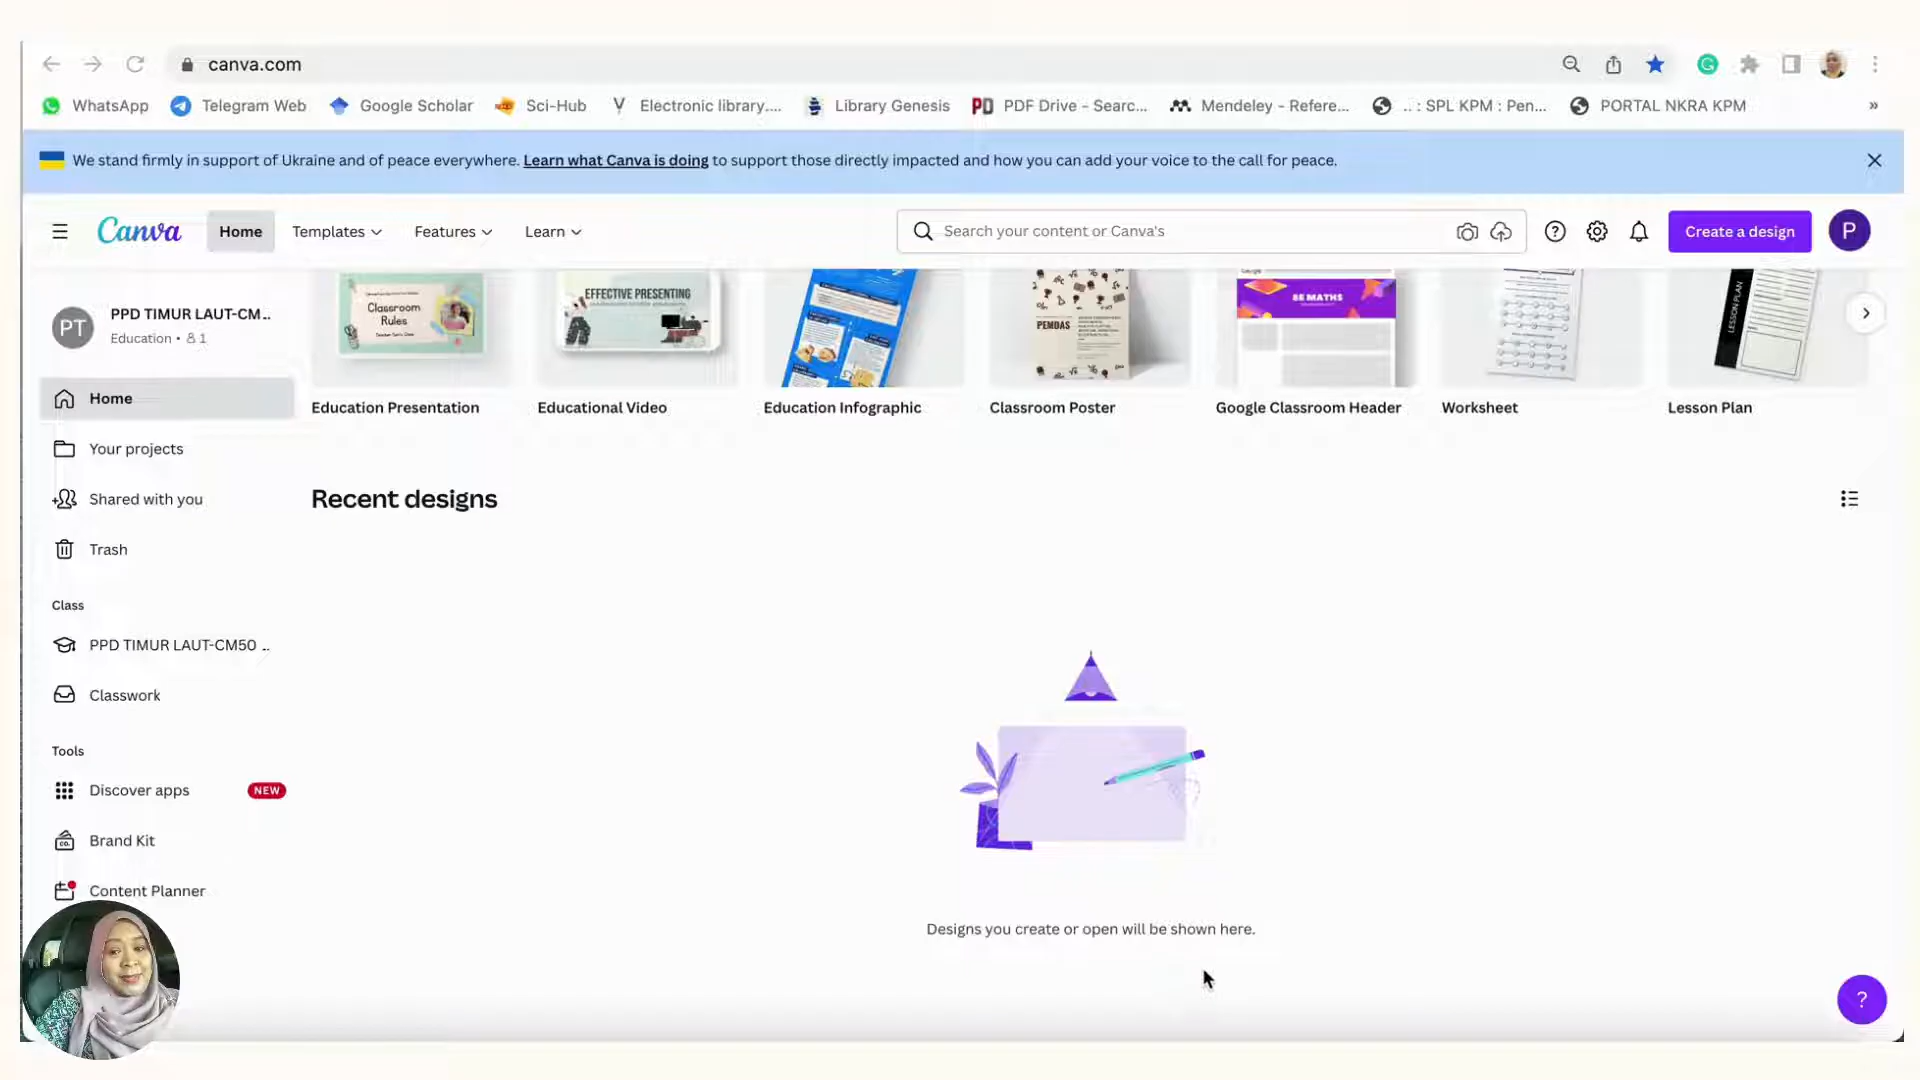 canva.com
WhatsApp
Telegram Web
Google Scholar
Sci-Hub
Electronic library....
Library Genesis
PDF Drive - Searc...
Mendeley - Refere...
.. : SPL KPM : Pen...
PORTAL NKRA KPM
»
We stand firmly in support of Ukraine and of peace everywhere. Learn what Canva is doing to support those directly impacted and how you can add your voice to the call for peace.
Canva
Home
Templates
Features
Learn
Search your content or Canva's
Create a design
P
PT
PPD TIMUR LAUT-CM...
Education • 1
Classroom Rules
EFFECTIVE PRESENTING
PEMDAS
8E MATHS
LESSON PLAN
Education Presentation
Educational Video
Education Infographic
Classroom Poster
Google Classroom Header
Worksheet
Lesson Plan
Home
Your projects
Shared with you
Trash
Class
PPD TIMUR LAUT-CM50 ...
Classwork
Tools
Discover apps
NEW
Brand Kit
Content Planner
Recent designs
Designs you create or open will be shown here.
?